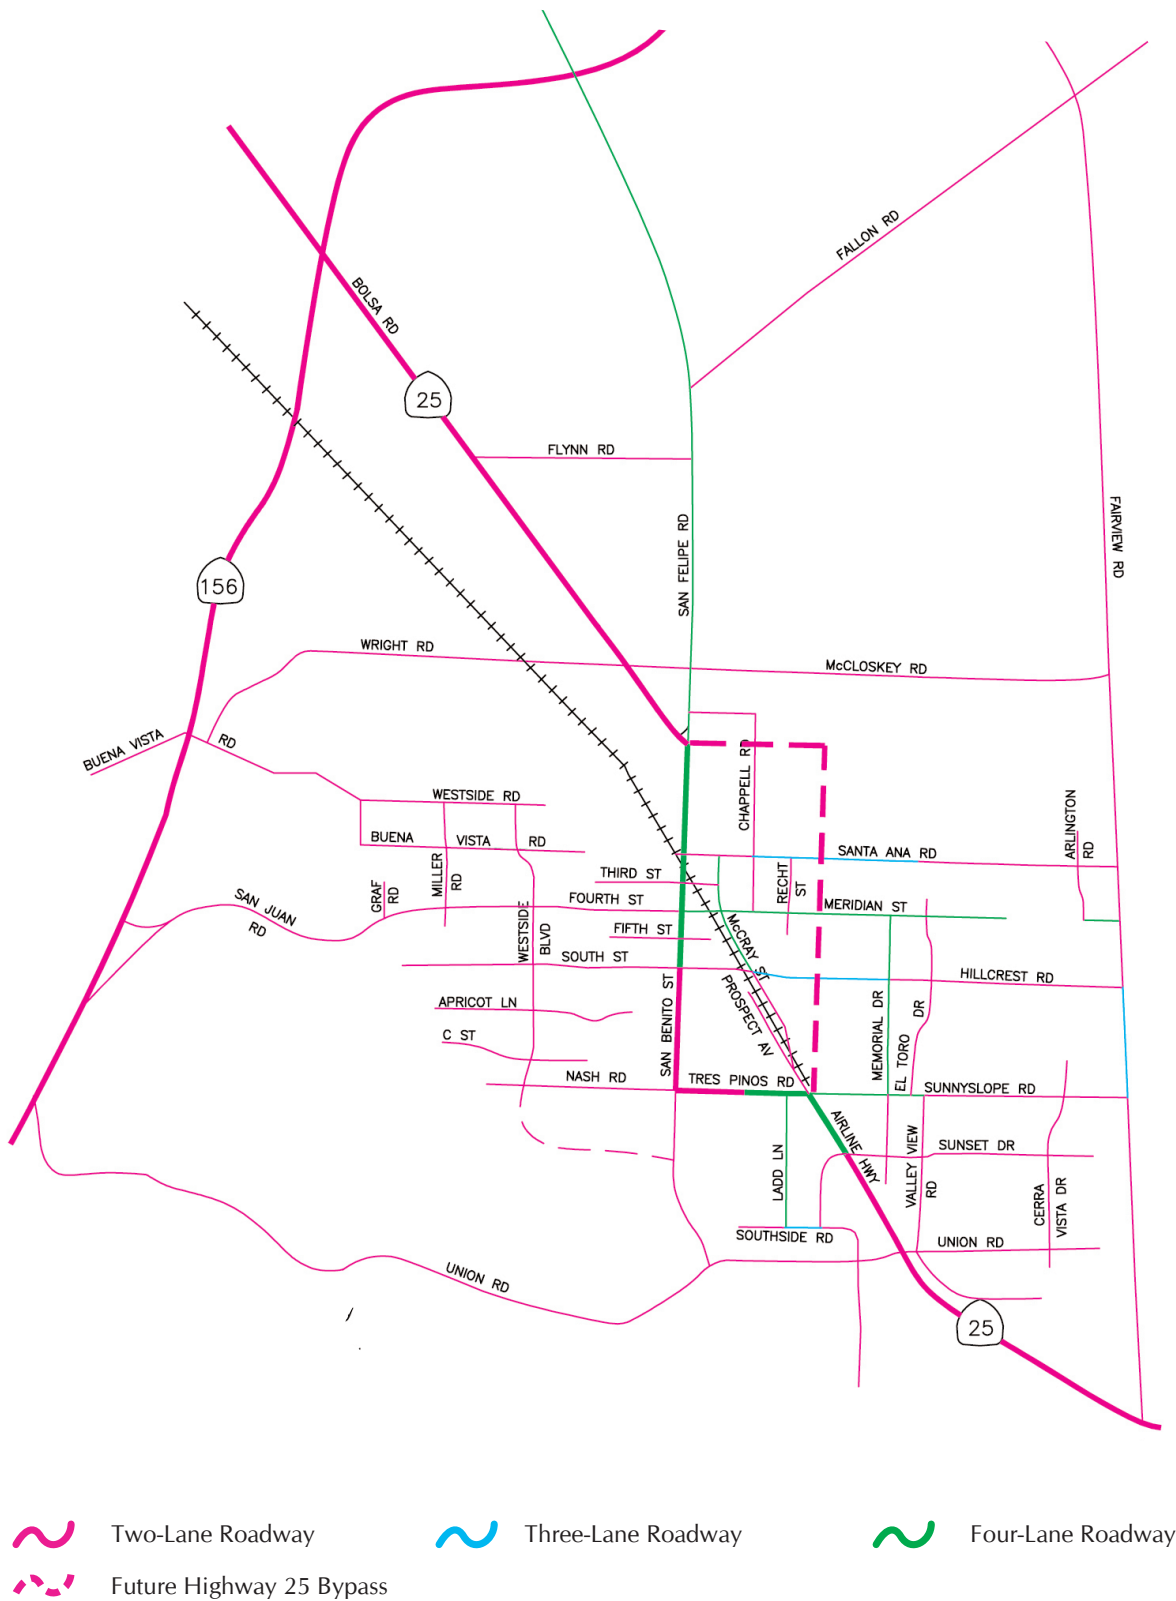 FALLON RD
BOLSA RD
25
FLYNN RD
SAN FELIPE RD
FAIRVIEW RD
156
WRIGHT RD
McCLOSKEY RD
BUENA VISTA
RD
CHAPPELL RD
WESTSIDE RD
ARLINGTON
RD
BUENA VISTA RD
SANTA ANA RD
MILLER
RD
THIRD ST
RECHT
ST
GRAF
RD
SAN JUAN
RD
FOURTH ST
MERIDIAN ST
WESTSIDE
BLVD
FIFTH ST
McCRAY ST
SOUTH ST
HILLCREST RD
SAN BENITO ST
PROSPECT AV
MEMORIAL DR
EL TORO DR
APRICOT LN
C ST
NASH RD
TRES PINOS RD
SUNNYSLOPE RD
AIRLINE HWY
LADD LN
VALLEY VIEW
RD
SUNSET DR
CERRA
VISTA DR
SOUTHSIDE RD
UNION RD
UNION RD
25
Two-Lane Roadway
Three-Lane Roadway
Four-Lane Roadway
Future Highway 25 Bypass